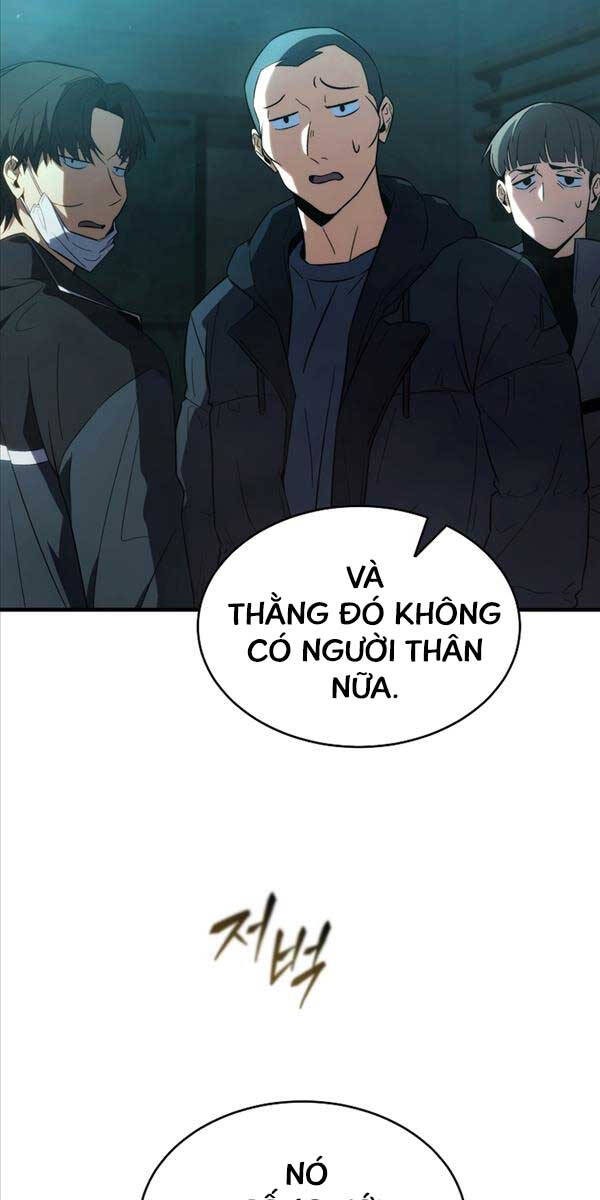 VÀ
THẰNG ĐÓ KHÔNG
CÓ NGƯỜI THÂN
NỮA.
저벅
NÓ